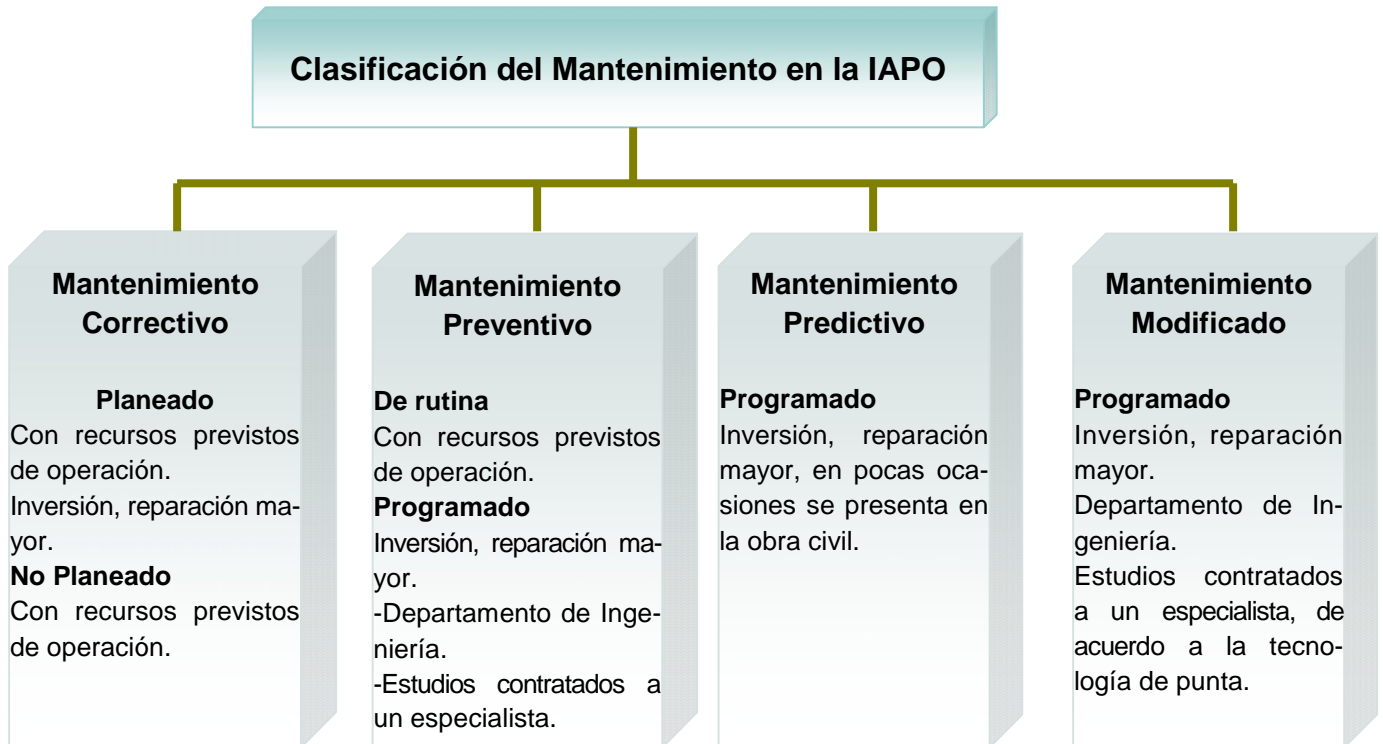 Clasificación del Mantenimiento en la IAPO
Mantenimiento
Correctivo
Planeado
Con recursos previstos
de operación.
Inversión, reparación ma-
yor.
No Planeado
Con recursos previstos
de operación.
Mantenimiento
Preventivo
De rutina
Con recursos previstos
de operación.
Programado
Inversión, reparación ma-
yor.
-Departamento de Inge-
niería.
-Estudios contratados a
un especialista.
Mantenimiento
Predictivo
Programado
Inversión, reparación
mayor, en pocas oca-
siones se presenta en
la obra civil.
Mantenimiento
Modificado
Programado
Inversión, reparación
mayor.
Departamento de In-
geniería.
Estudios contratados
a un especialista, de
acuerdo a la tecno-
logía de punta.